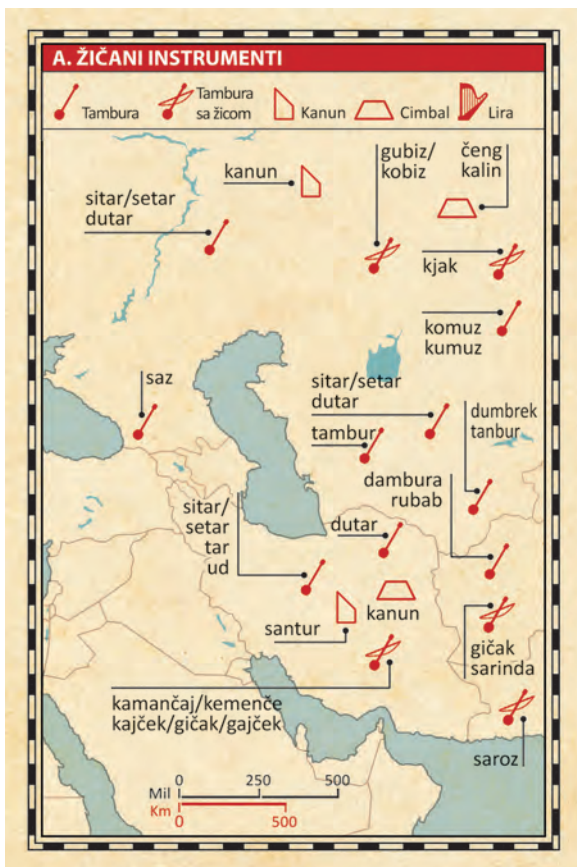 A. ŽIČANI INSTRUMENTI
Tambura
Tambura
sa žicom
Kanun
Cimbal
Lira
gubiz/
kobiz
čeng
kalin
kanun
sitar/setar
dutar
kjak
komuz
kumuz
saz
sitar/setar
dutar
tambur
dumbrek
tanbur
dambura
rubab
sitar/
setar
tar
ud
dutar
kanun
santur
gičak
sarinda
kamančaj/kemenče
kajček/gičak/gajček
saroz
Mil 0 250 500
Km 0 500